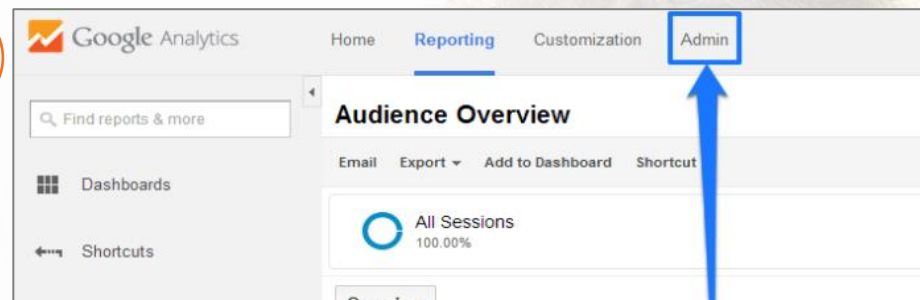 Google Analytics
Home Reporting Customization Admin
Find reports & more
Audience Overview
Email Export Add to Dashboard Shortcut
Dashboards
All Sessions
100.00%
Shortcuts